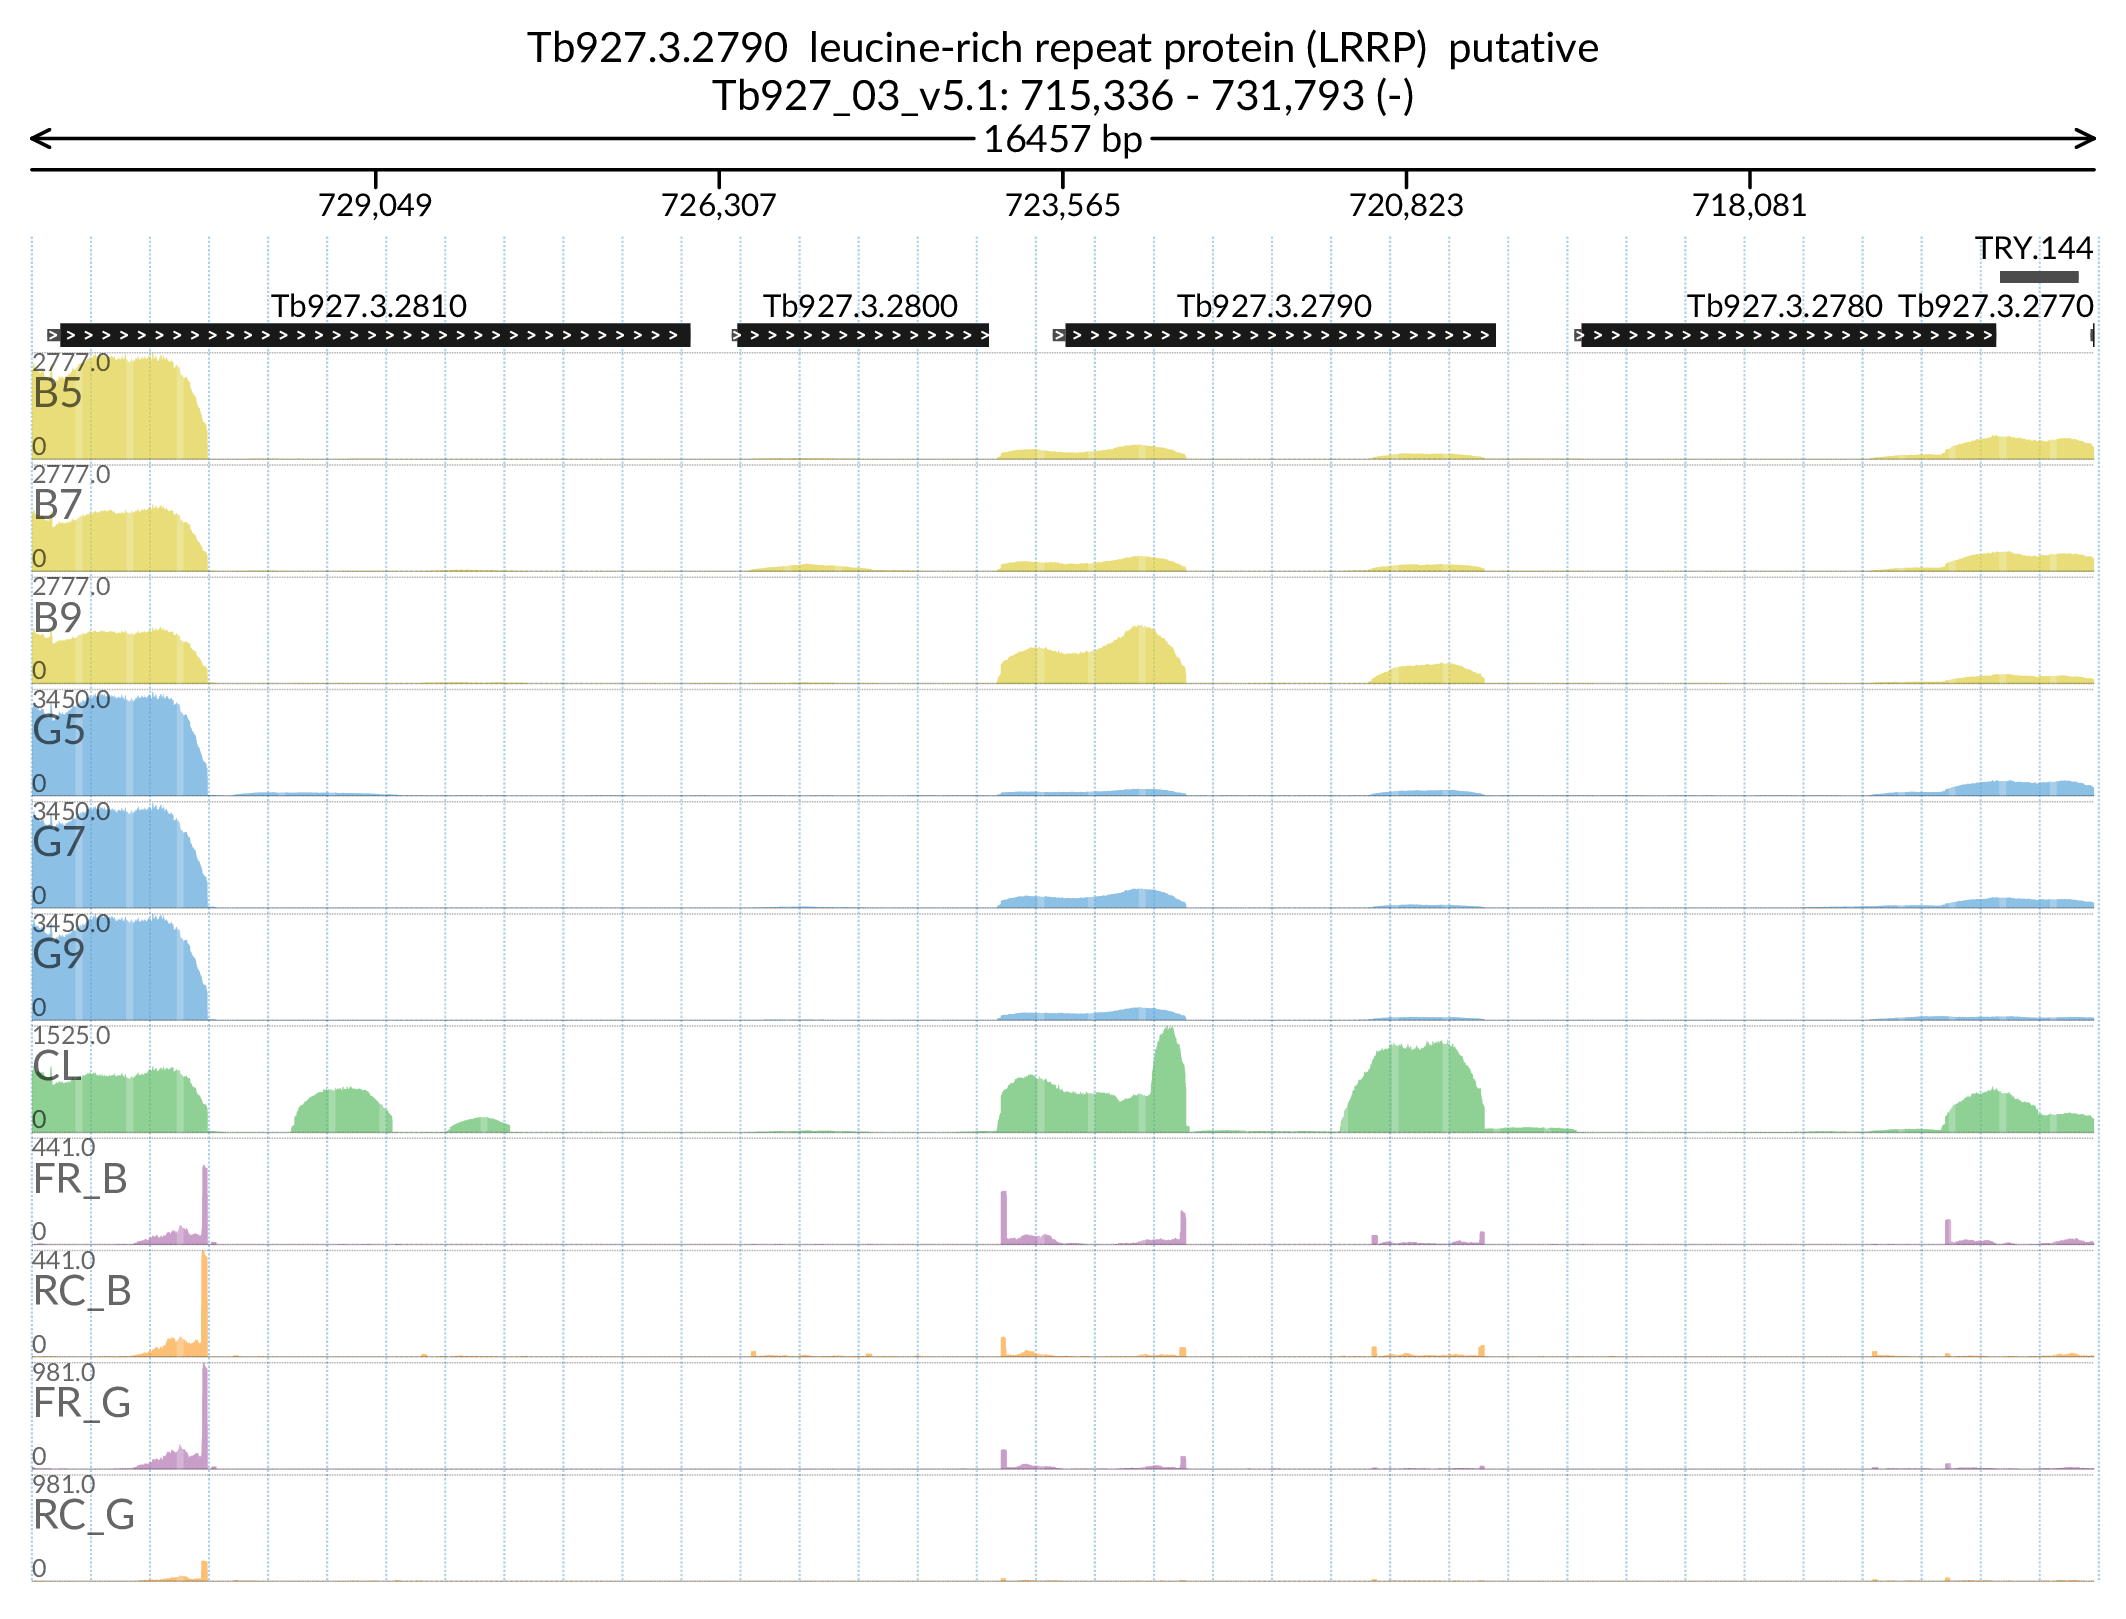 Tb927.3.2790  leucine-rich repeat protein (LRRP)  putative
Tb927_03_v5.1: 715,336 - 731,793 (-)
16457 bp
729,049 726,307 723,565 720,823 718,081
TRY.144
Tb927.3.2810 Tb927.3.2800 Tb927.3.2790 Tb927.3.2780 Tb927.3.2770
2777.0
B5
0
2777.0
B7
0
2777.0
B9
0
3450.0
G5
0
3450.0
G7
0
3450.0
G9
0
1525.0
CL
0
441.0
FR_B
0
441.0
RC_B
0
981.0
FR_G
0
981.0
RC_G
0